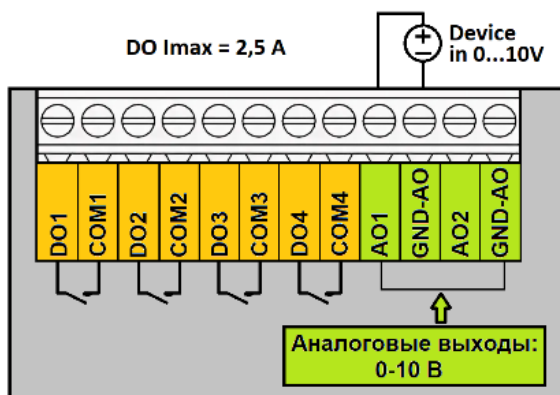 DO Imax = 2,5 A
Device
in 0...10V
DO1
COM1
DO2
COM2
DO3
COM3
DO4
COM4
AO1
GND-AO
AO2
GND-AO
Аналоговые выходы:
0-10 В